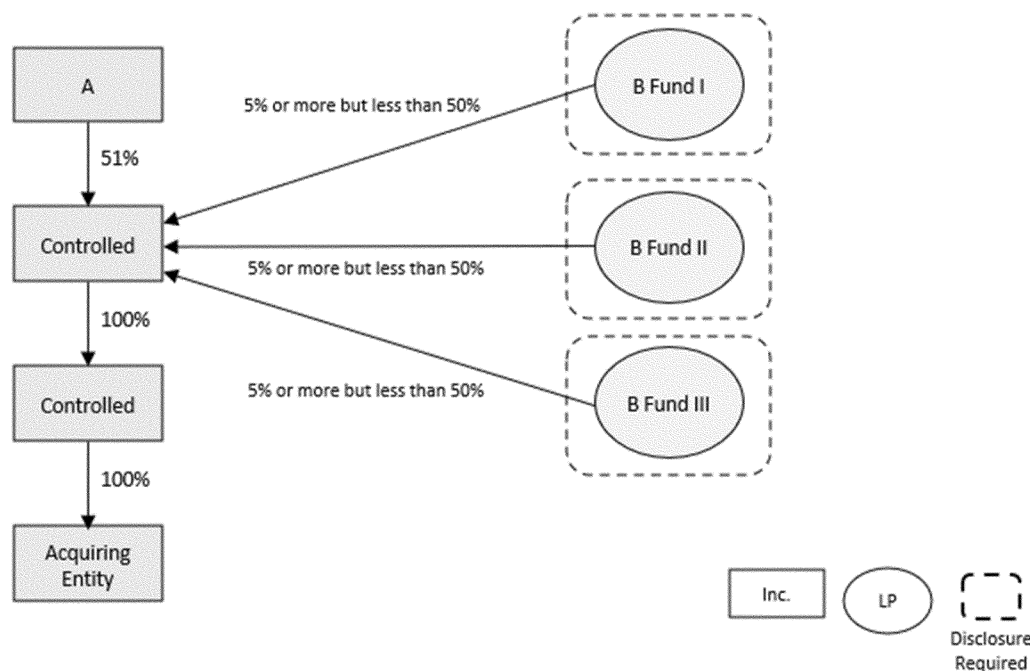 A
B Fund I
5% or more but less than 50%
51%
Controlled
B Fund II
5% or more but less than 50%
100%
5% or more but less than 50%
Controlled
B Fund III
100%
Acquiring
Entity
Inc.
LP
Disclosure
Required